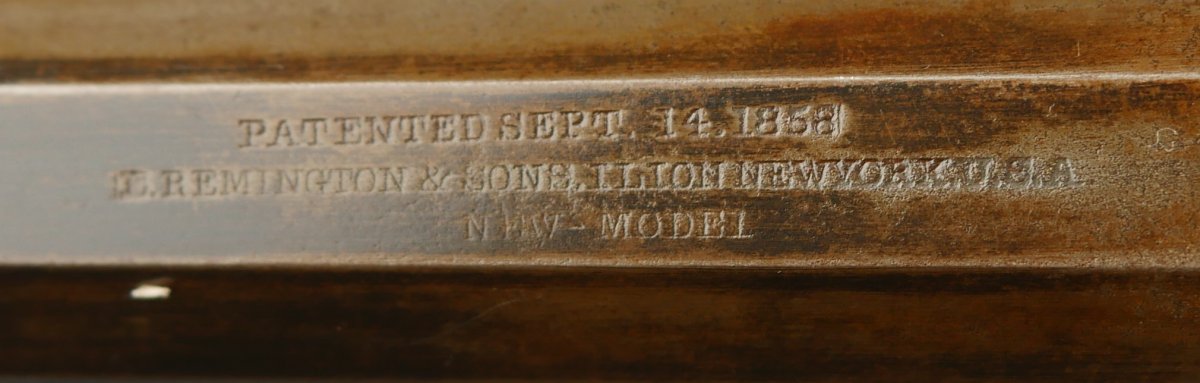 PATENTED SEPT. 14. 1858
E. REMINGTON & SONS, ILION NEW YORK, U.S.A
NEW-MODEL